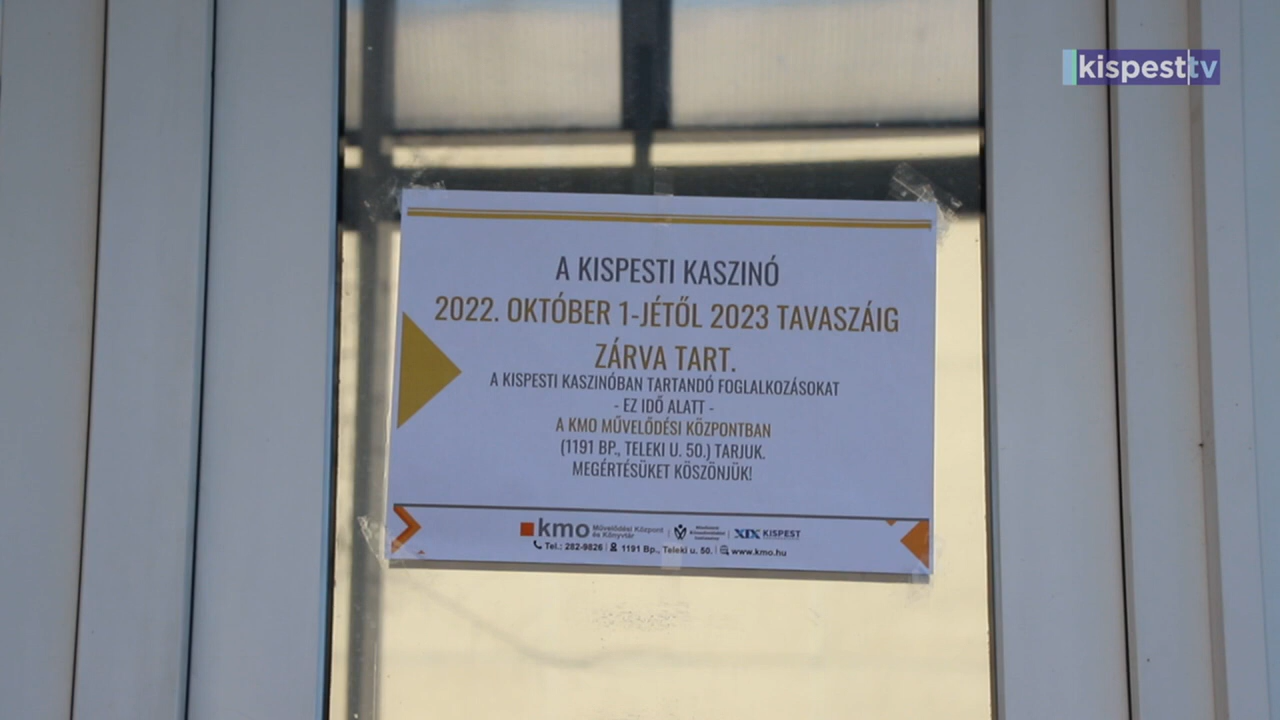 kispest tv
A KISPESTI KASZINÓ
2022. OKTÓBER 1-JÉTŐL 2023 TAVASZÁIG
ZÁRVA TART.
A KISPESTI KASZINÓBAN TARTANDÓ FOGLALKOZÁSOKAT
- EZ IDŐ ALATT -
A KMO MŰVELŐDÉSI KÖZPONTBAN
(1191 BP., TELEKI U. 50.) TARJUK.
MEGÉRTÉSÜKET KÖSZÖNJÜK!
kmo Művelődési Központ és Könyvtár
XIX KISPEST
Tel.: 282-9826 | 1191 Bp., Teleki u. 50. | www.kmo.hu